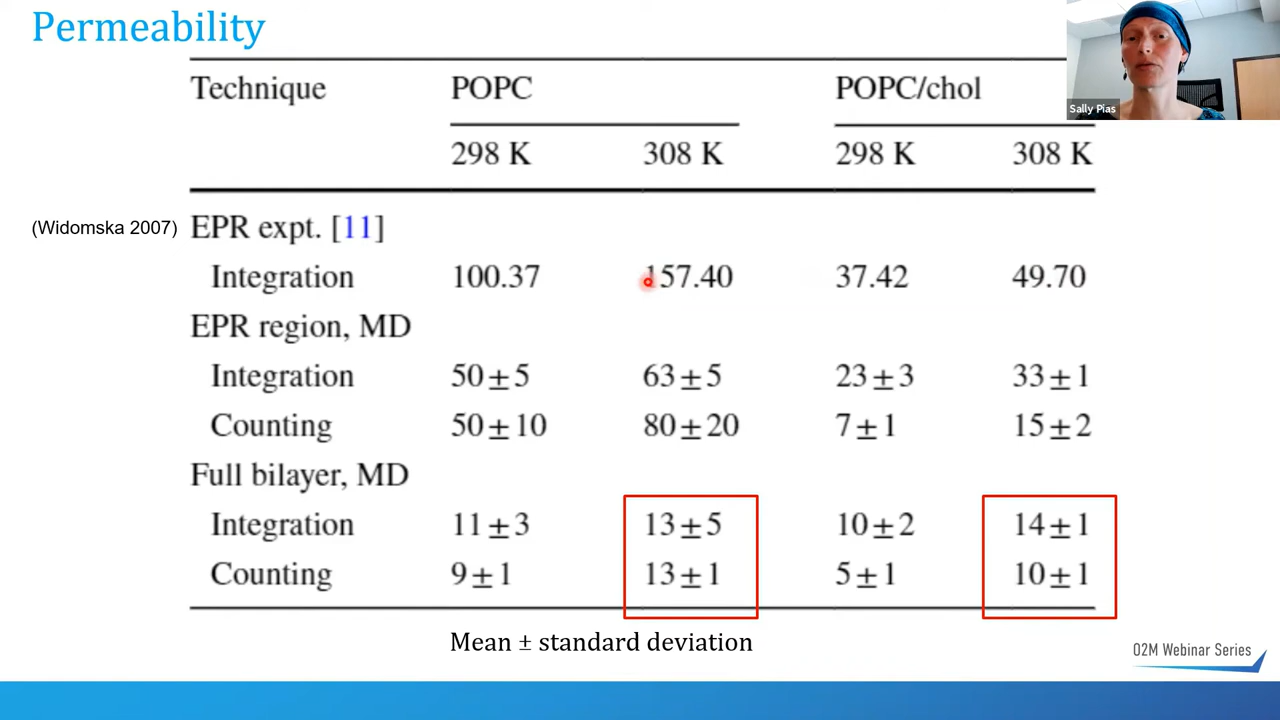 Permeability
Sally Pias
Technique POPC POPC/chol
298 K 308 K 298 K 308 K
(Widomska 2007) EPR expt. [11]
Integration 100.37 157.40 37.42 49.70
EPR region, MD
Integration 50±5 63±5 23±3 33±1
Counting 50±10 80±20 7±1 15±2
Full bilayer, MD
Integration 11±3 13±5 10±2 14±1
Counting 9±1 13±1 5±1 10±1
Mean ± standard deviation
O2M Webinar Series